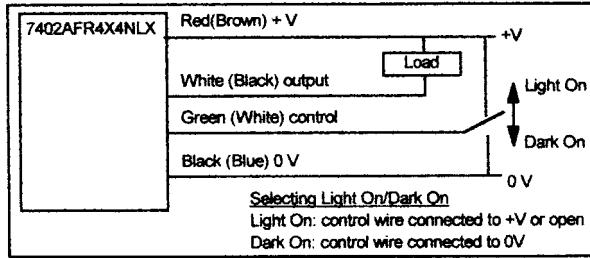 7402AFR4X4NLX
Red(Brown) + V
+V
Load
White (Black) output
Light On
Green (White) control
Dark On
Black (Blue) 0 V
0 V
Selecting Light On/Dark On
Light On: control wire connected to +V or open
Dark On: control wire connected to 0V